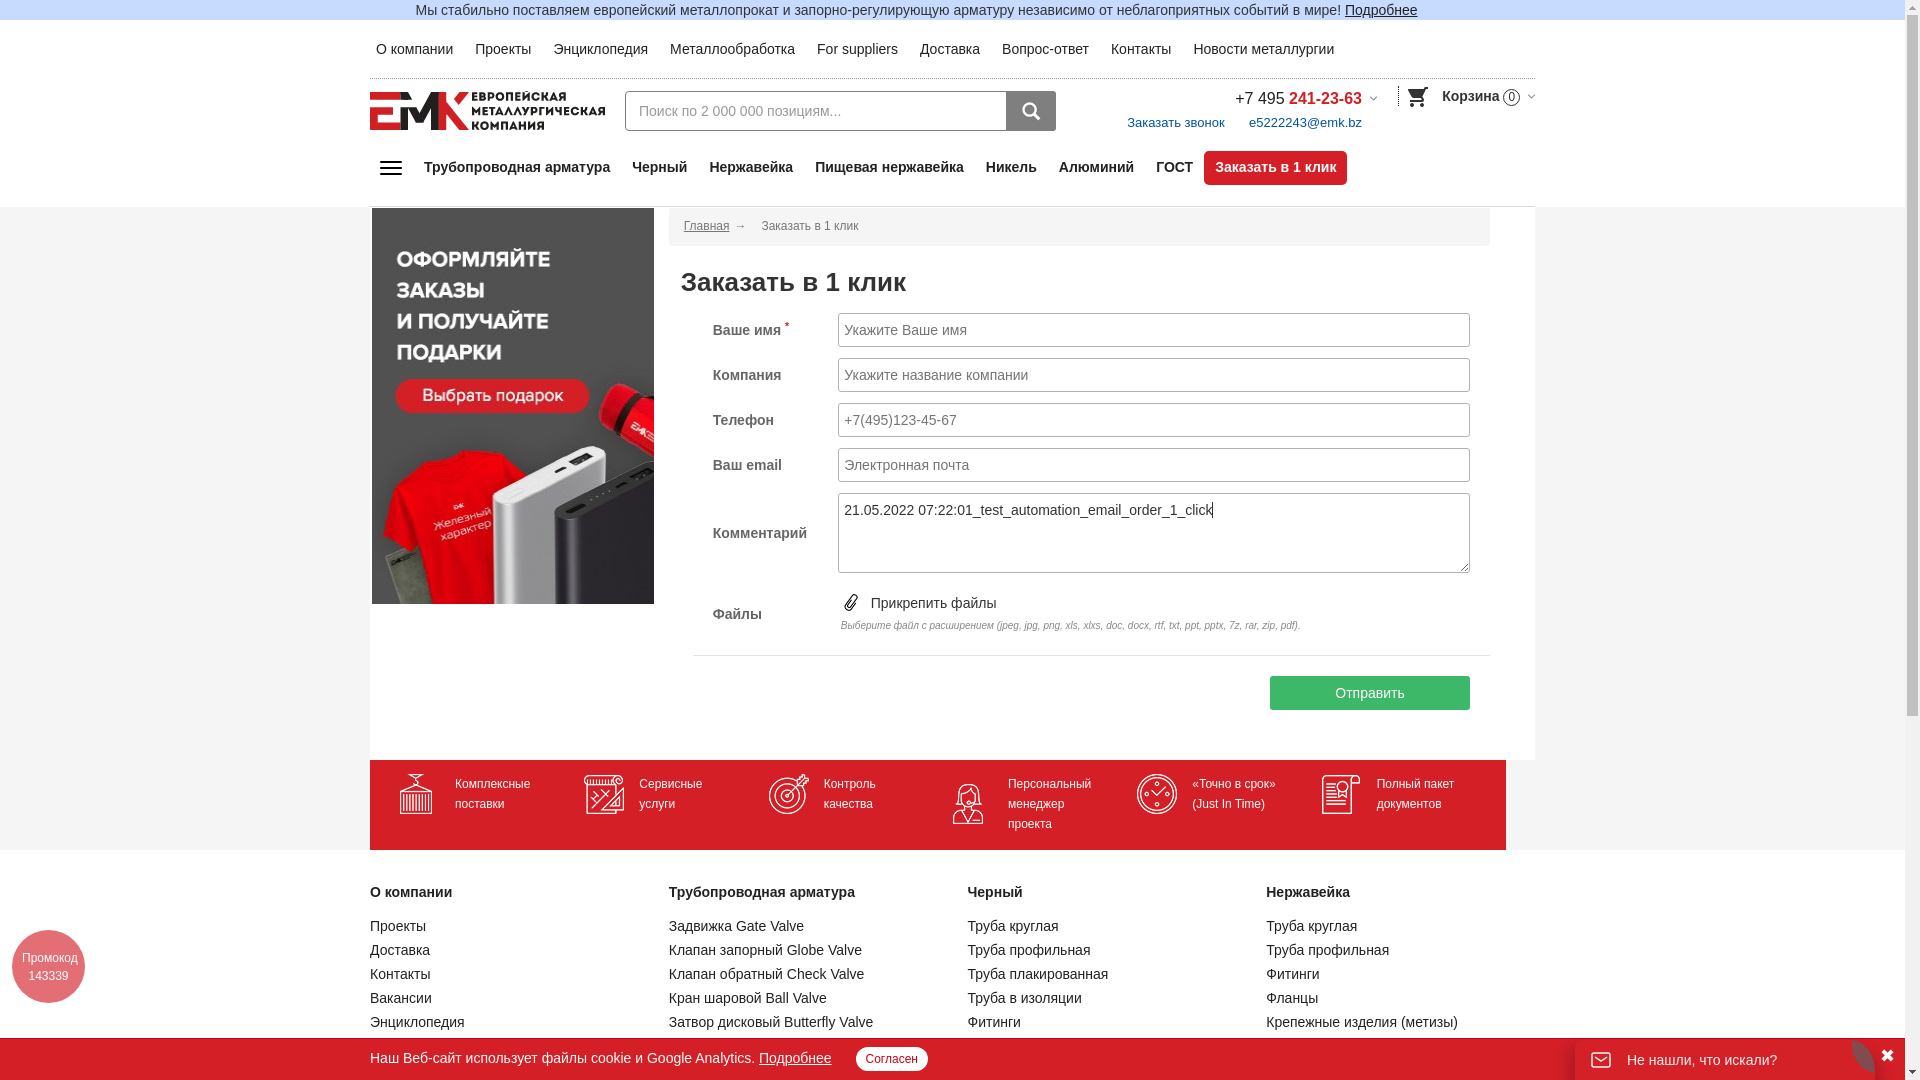 Мы стабильно поставляем европейский металлопрокат и запорно-регулирующую арматуру независимо от неблагоприятных событий в мире! Подробнее
О компании Проекты Энциклопедия Металлообработка For suppliers Доставка Вопрос-ответ Контакты Новости металлургии
ЕМК ЕВРОПЕЙСКАЯ
МЕТАЛЛУРГИЧЕСКАЯ
КОМПАНИЯ
Поиск по 2 000 000 позициям...
+7 495 241-23-63
Заказать звонок e5222243@emk.bz
Корзина 0
Трубопроводная арматура Черный Нержавейка Пищевая нержавейка Никель Алюминий ГОСТ Заказать в 1 клик
ОФОРМЛЯЙТЕ
ЗАКАЗЫ
И ПОЛУЧАЙТЕ
ПОДАРКИ
Выбрать подарок
ЕМК
ЕМК
Железный
характер
Главная → Заказать в 1 клик
Заказать в 1 клик
Ваше имя * Укажите Ваше имя
Компания Укажите название компании
Телефон +7(495)123-45-67
Ваш email Электронная почта
Комментарий 21.05.2022 07:22:01_test_automation_email_order_1_click
Файлы Прикрепить файлы
Выберите файл с расширением (jpeg, jpg, png, xls, xlxs, doc, docx, rtf, txt, ppt, pptx, 7z, rar, zip, pdf).
Отправить
Комплексные
поставки
Сервисные
услуги
Контроль
качества
Персональный
менеджер
проекта
«Точно в срок»
(Just In Time)
Полный пакет
документов
О компании
Проекты
Доставка
Контакты
Вакансии
Энциклопедия
Трубопроводная арматура
Задвижка Gate Valve
Клапан запорный Globe Valve
Клапан обратный Check Valve
Кран шаровой Ball Valve
Затвор дисковый Butterfly Valve
Черный
Труба круглая
Труба профильная
Труба плакированная
Труба в изоляции
Фитинги
Нержавейка
Труба круглая
Труба профильная
Фитинги
Фланцы
Крепежные изделия (метизы)
Промокод
143339
Наш Веб-сайт использует файлы cookie и Google Analytics. Подробнее Согласен
Не нашли, что искали?